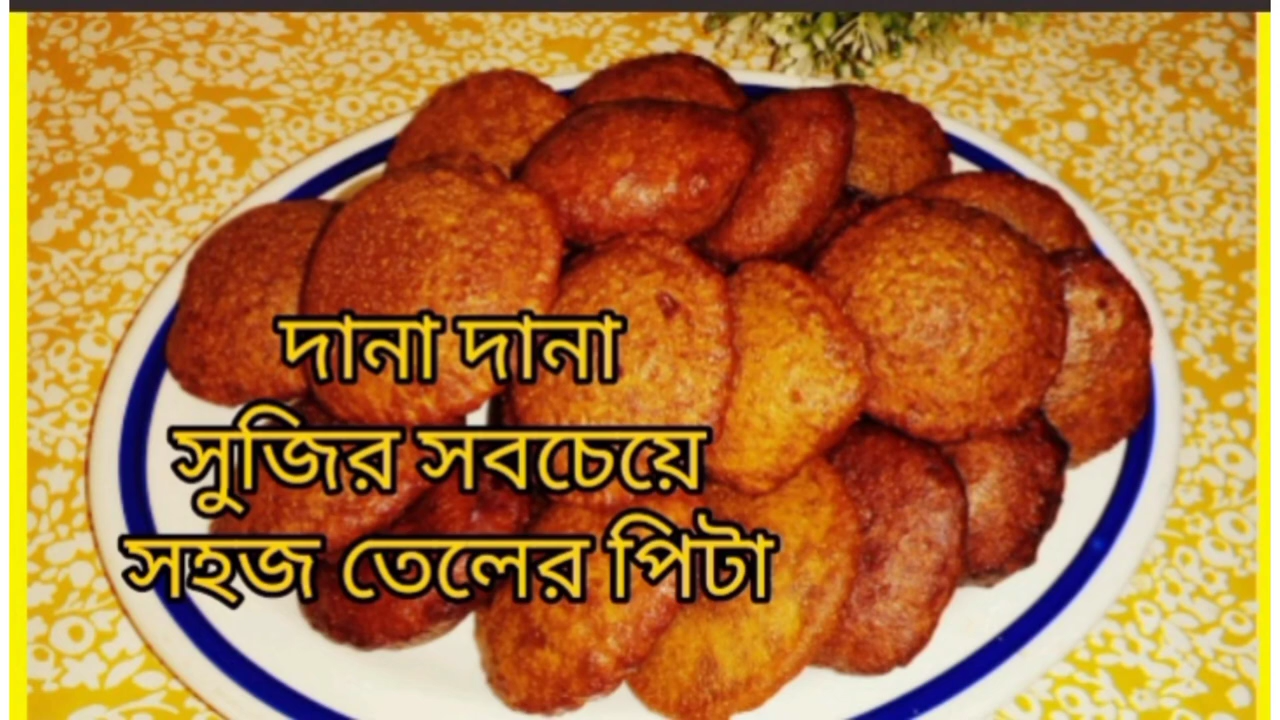 দানা দানা
সুজির সবচেয়ে
সহজ তেলের পিটা